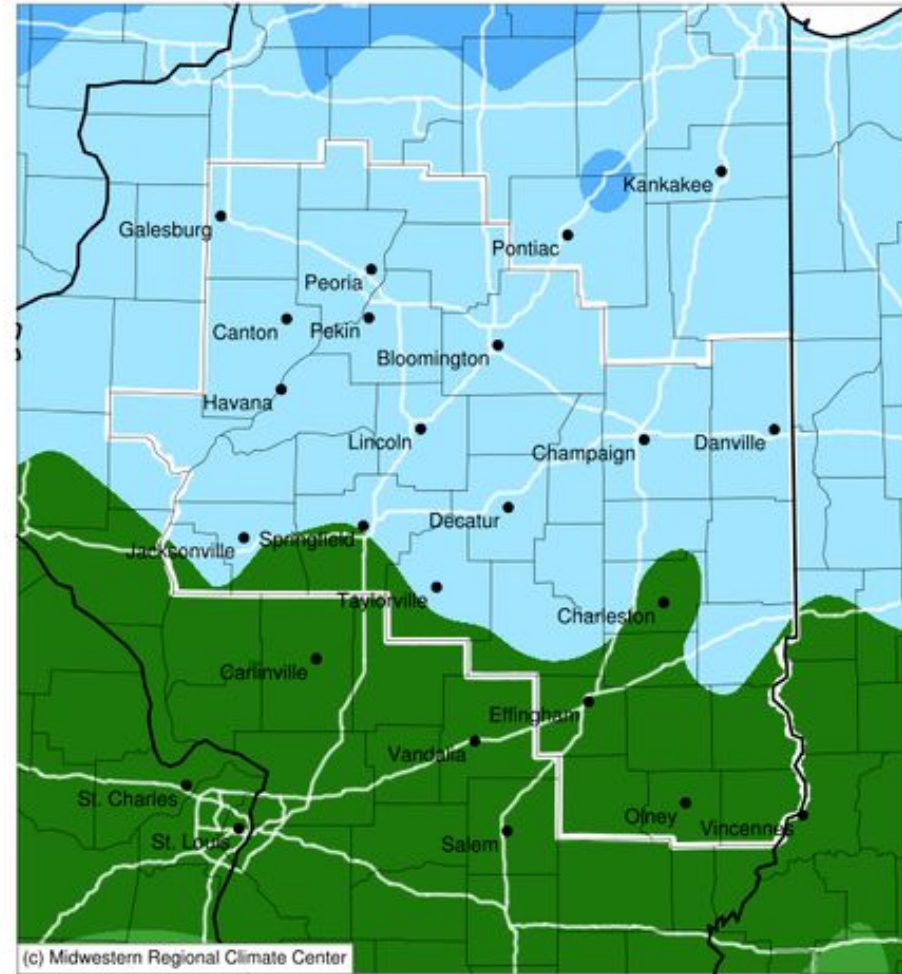 Kankakee
Galesburg
Pontiac
Peoria
Canton
Pekin
Bloomington
Havana
Lincoln
Champaign
Danville
Decatur
Jacksonville
Springfield
Taylorville
Charleston
Carlinville
Effingham
Vandalia
St. Charles
Olney
Vincennes
St. Louis
Salem
(c) Midwestern Regional Climate Center